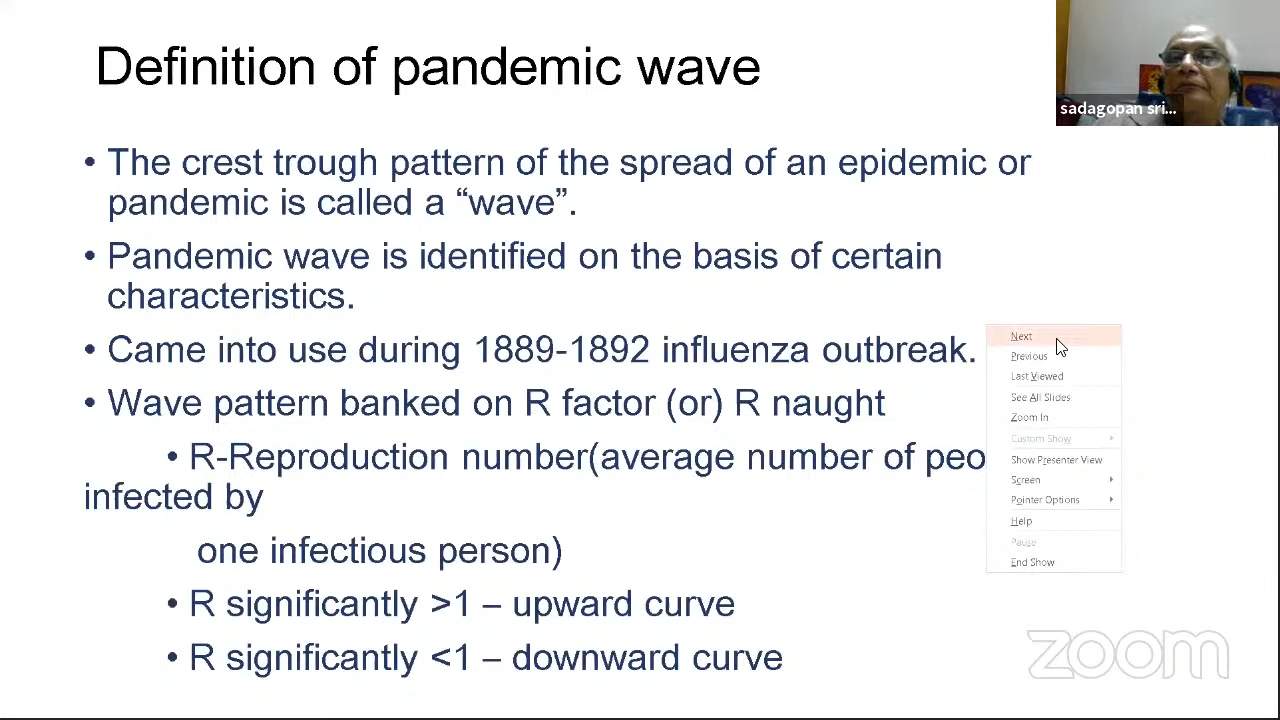 Definition of pandemic wave
sadagopan sri...
• The crest trough pattern of the spread of an epidemic or
pandemic is called a “wave”.
• Pandemic wave is identified on the basis of certain
characteristics.
• Came into use during 1889-1892 influenza outbreak.
• Wave pattern banked on R factor (or) R naught
• R-Reproduction number(average number of peo
infected by
one infectious person)
• R significantly >1 – upward curve
• R significantly <1 – downward curve
Next
Previous
Last Viewed
See All Slides
Zoom In
Custom Show
Show Presenter View
Screen
Pointer Options
Help
Pause
End Show
zoom